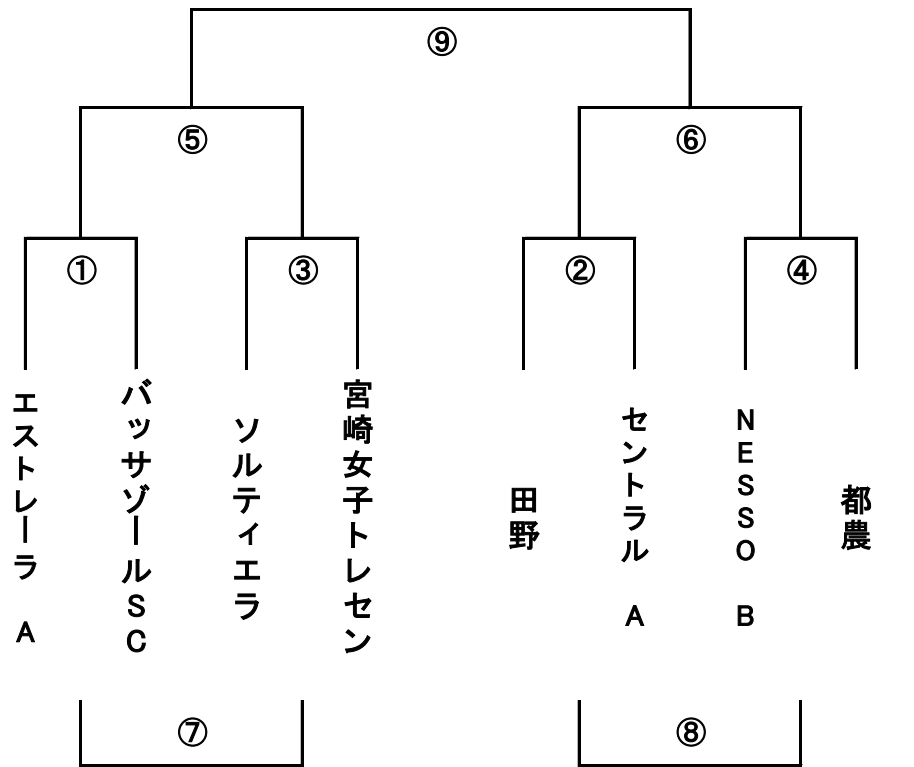 ⑨
⑤
⑥
①
③
②
④
エストレーラ A
バッサゾールSC
ソルティエラ
宮崎女子トレセン
田野
セントラル A
NESSO B
都農
⑦
⑧